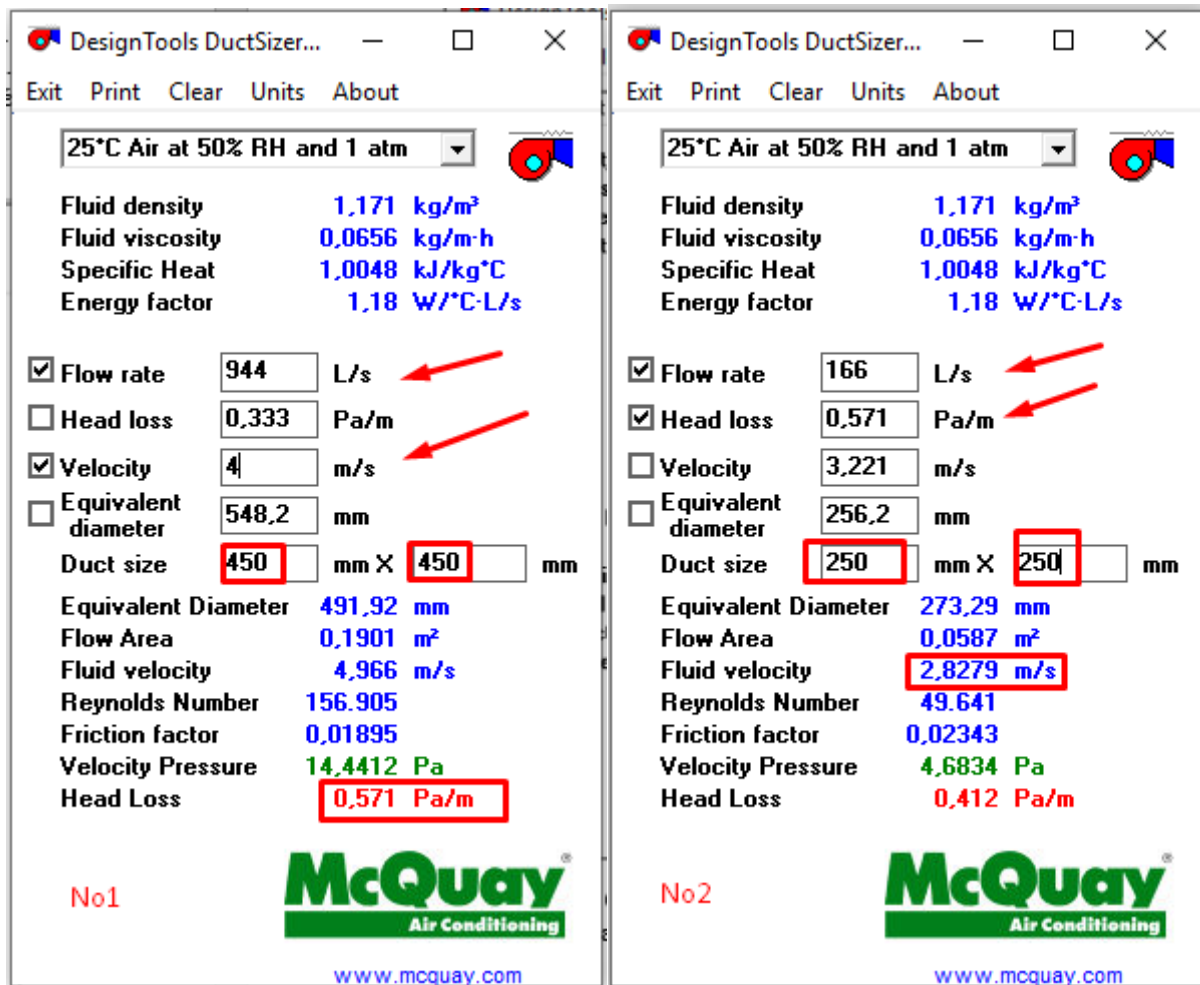 DesignTools DuctSizer...
Exit Print Clear Units About
25°C Air at 50% RH and 1 atm
Fluid density 1,171 kg/m³
Fluid viscosity 0,0656 kg/m·h
Specific Heat 1,0048 kJ/kg°C
Energy factor 1,18 W/°C·L/s
Flow rate 944 L/s
Head loss 0,333 Pa/m
Velocity 4 m/s
Equivalent
diameter 548,2 mm
Duct size 450 mm X 450 mm
Equivalent Diameter 491,92 mm
Flow Area 0,1901 m²
Fluid velocity 4,966 m/s
Reynolds Number 156.905
Friction factor 0,01895
Velocity Pressure 14,4412 Pa
Head Loss 0,571 Pa/m
No1
McQuay®
Air Conditioning
www.mcquay.com
DesignTools DuctSizer...
Exit Print Clear Units About
25°C Air at 50% RH and 1 atm
Fluid density 1,171 kg/m³
Fluid viscosity 0,0656 kg/m·h
Specific Heat 1,0048 kJ/kg°C
Energy factor 1,18 W/°C·L/s
Flow rate 166 L/s
Head loss 0,571 Pa/m
Velocity 3,221 m/s
Equivalent
diameter 256,2 mm
Duct size 250 mm X 250 mm
Equivalent Diameter 273,29 mm
Flow Area 0,0587 m²
Fluid velocity 2,8279 m/s
Reynolds Number 49.641
Friction factor 0,02343
Velocity Pressure 4,6834 Pa
Head Loss 0,412 Pa/m
No2
McQuay®
Air Conditioning
www.mcquay.com